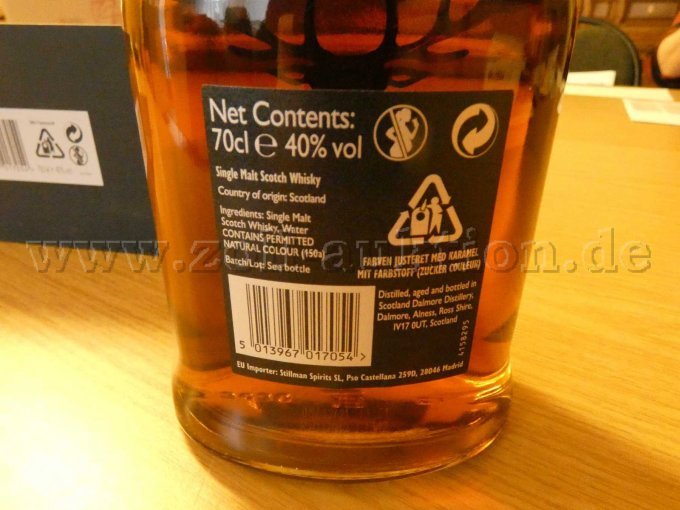 Net Contents:
70cl e 40% vol
Single Malt Scotch Whisky
Country of origin: Scotland
Ingredients: Single Malt
Scotch Whisky, Water
CONTAINS PERMITTED
NATURAL COLOUR (150a)
Batch/Lot: See bottle
FARVEN JUSTERET MED KARAMEL
MIT FARBSTOFF (ZUCKER COULEUR)
Distilled, aged and bottled in
Scotland Dalmore Distillery,
Dalmore, Alness, Ross Shire,
IV17 0UT, Scotland
4158295
5 013967 017054 >
EU Importer: Stillman Spirits SL, Pso Castellana 259D, 28046 Madrid